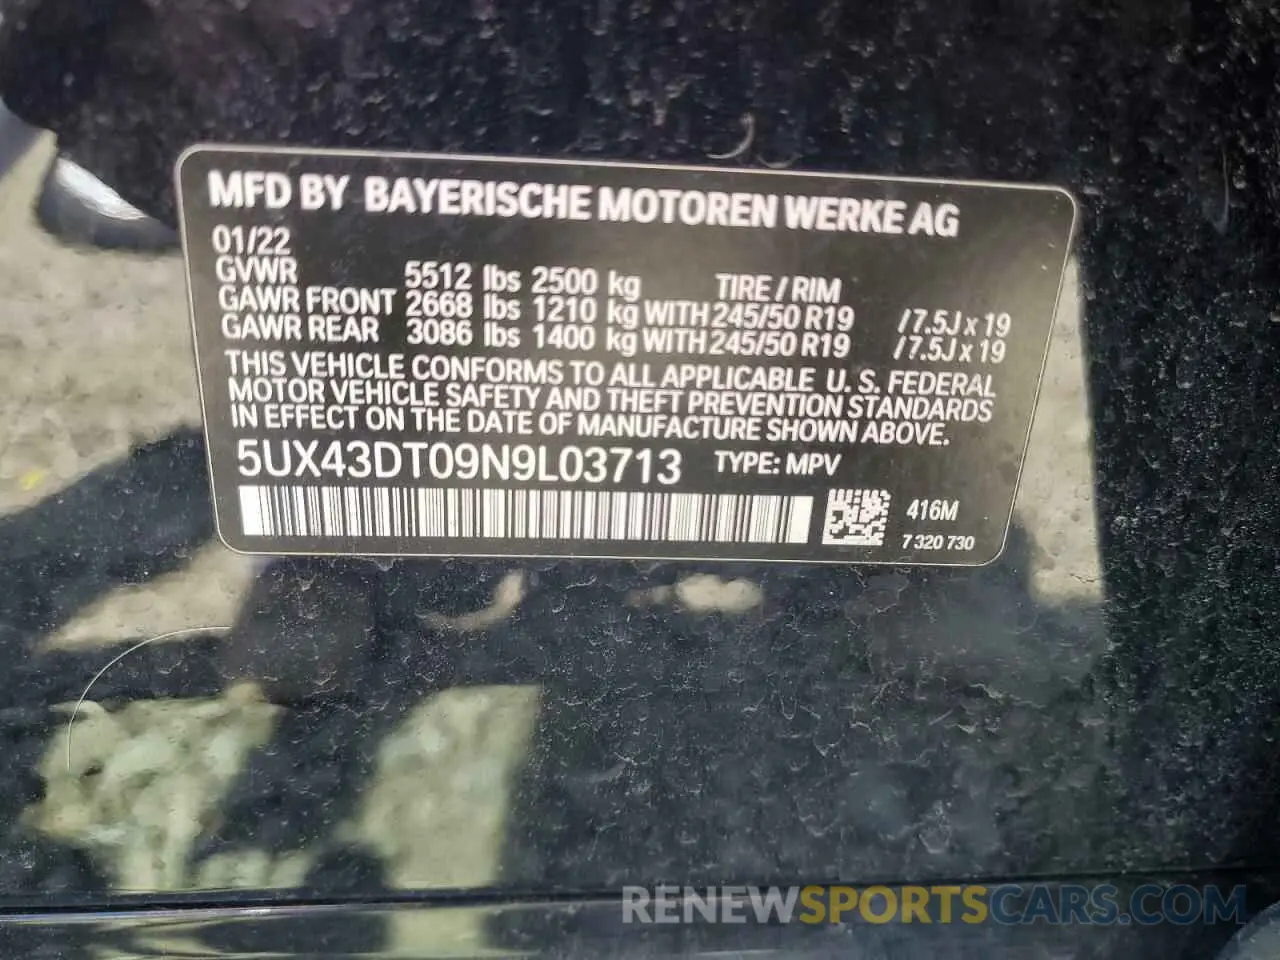 MFD BY BAYERISCHE MOTOREN WERKE AG
01/22
GVWR 5512 lbs 2500 kg TIRE / RIM
GAWR FRONT 2668 lbs 1210 kg WITH 245/50 R19 / 7.5J x 19
GAWR REAR 3086 lbs 1400 kg WITH 245/50 R19 / 7.5J x 19
THIS VEHICLE CONFORMS TO ALL APPLICABLE U. S. FEDERAL
MOTOR VEHICLE SAFETY AND THEFT PREVENTION STANDARDS
IN EFFECT ON THE DATE OF MANUFACTURE SHOWN ABOVE.
5UX43DT09N9L03713 TYPE: MPV
416M
7 320 730
RENEWSPORTSCARS.COM